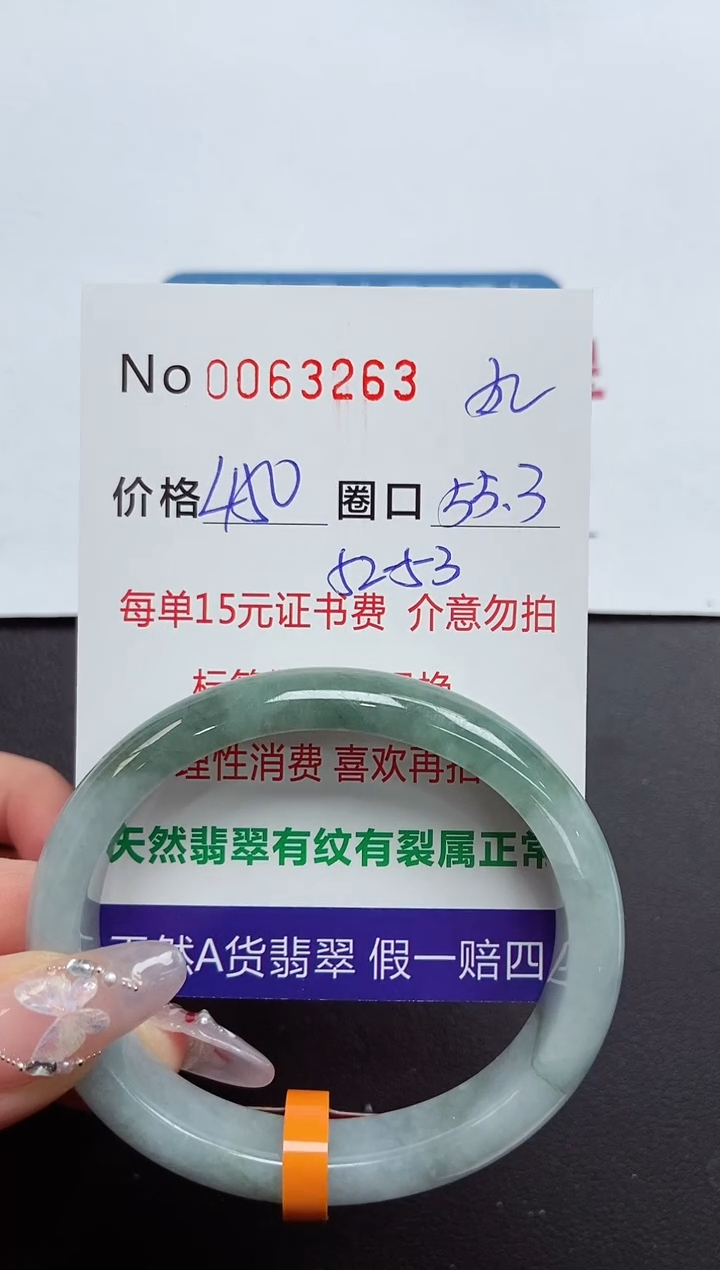 No 0063263
价格 450 圈口 55.3
52-53
每单15元证书费 介意勿拍
理性消费 喜欢再拍
天然翡翠有纹有裂属正常
天然A货翡翠 假一赔四